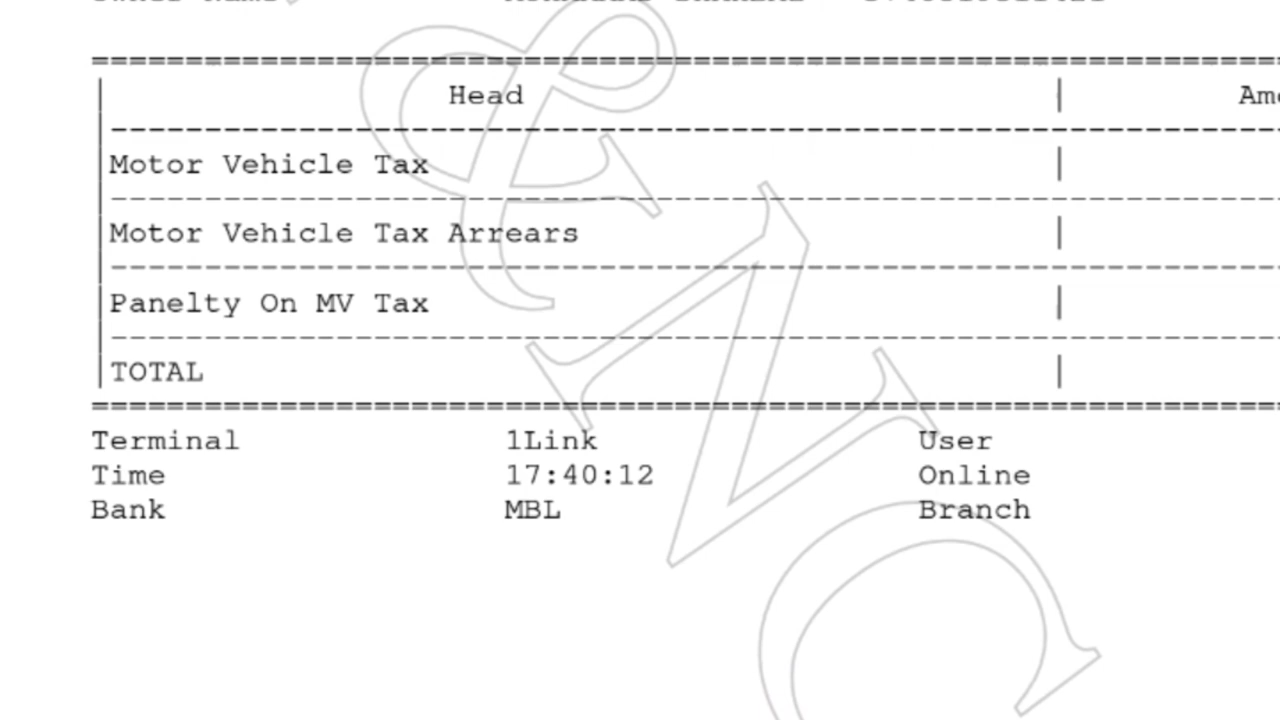 Head Am
Motor Vehicle Tax
Motor Vehicle Tax Arrears
Panelty On MV Tax
TOTAL
Terminal 1Link User
Time 17:40:12 Online
Bank MBL Branch
& N C